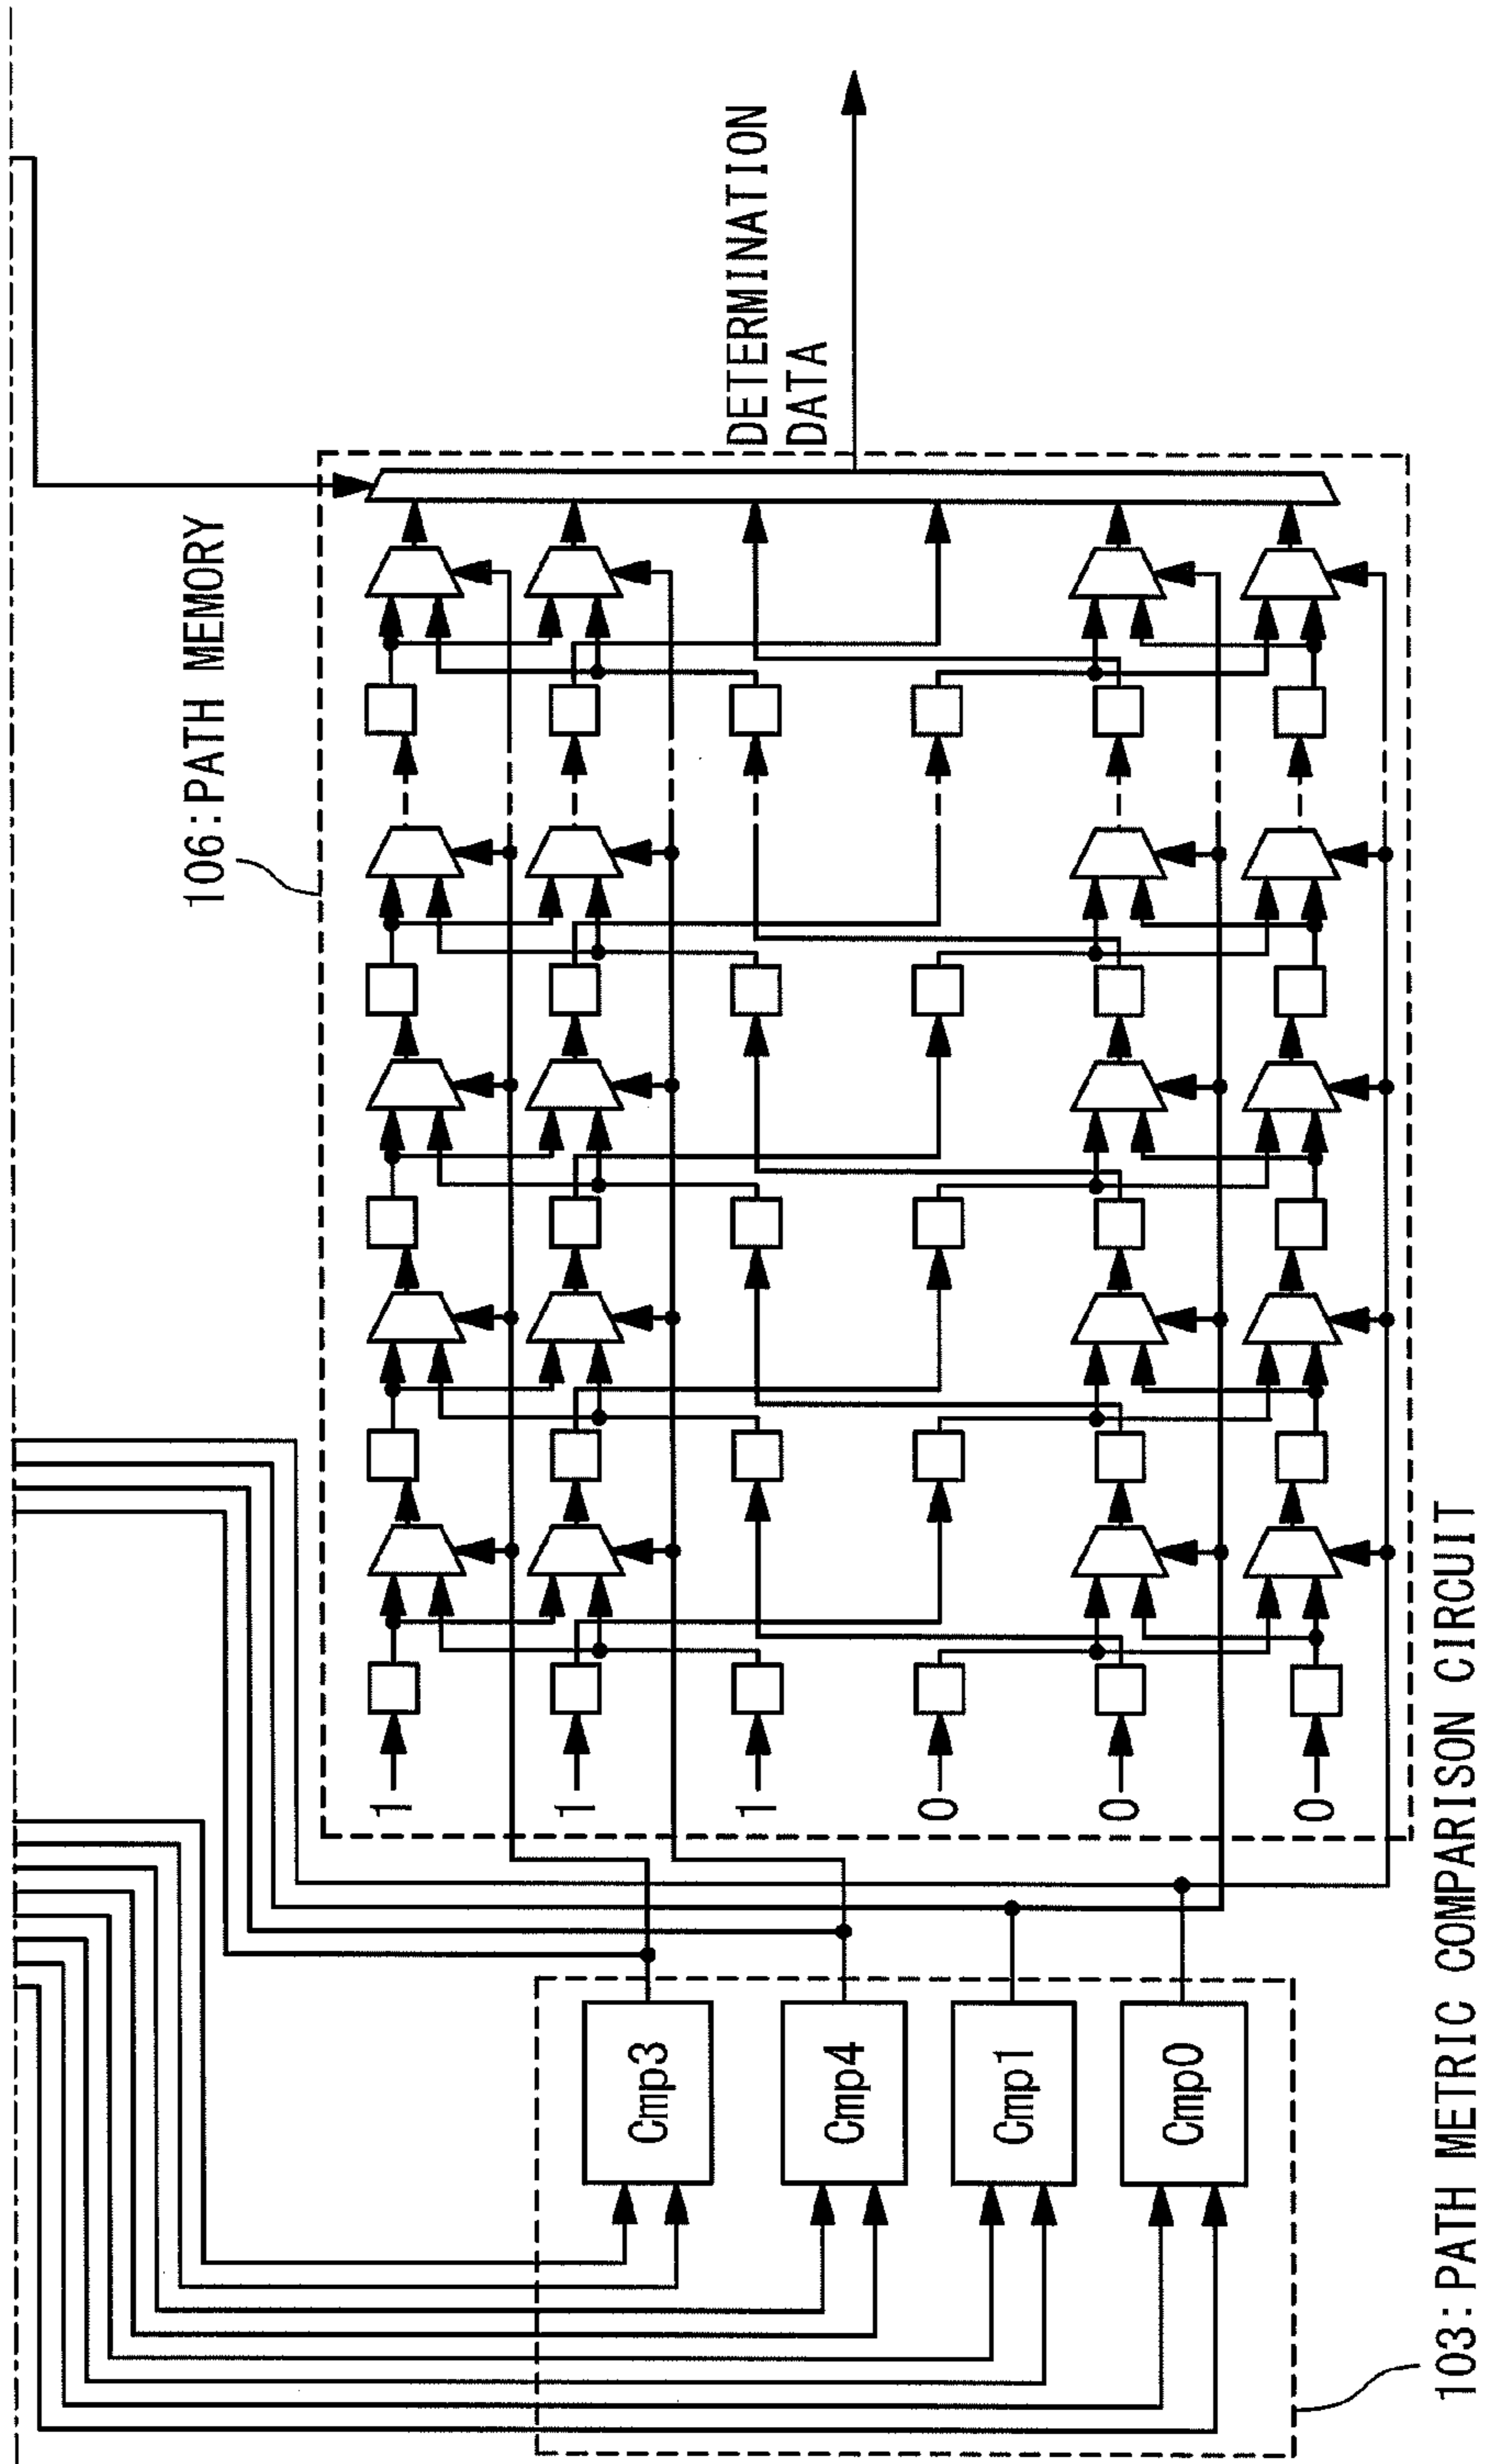 106:PATH MEMORY
DETERMINATION
DATA
1
1
1
0
0
0
Cmp3
Cmp4
Cmp1
Cmp0
103:PATH METRIC COMPARISON CIRCUIT